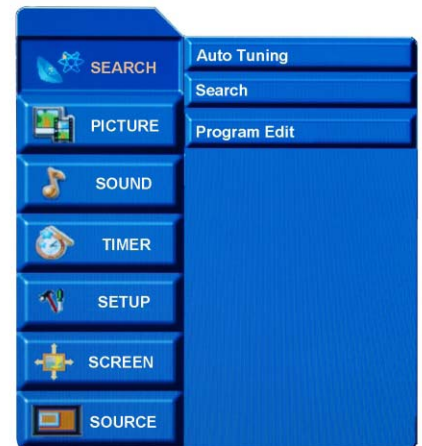 SEARCH
Auto Tuning
Search
PICTURE
Program Edit
SOUND
TIMER
SETUP
SCREEN
SOURCE